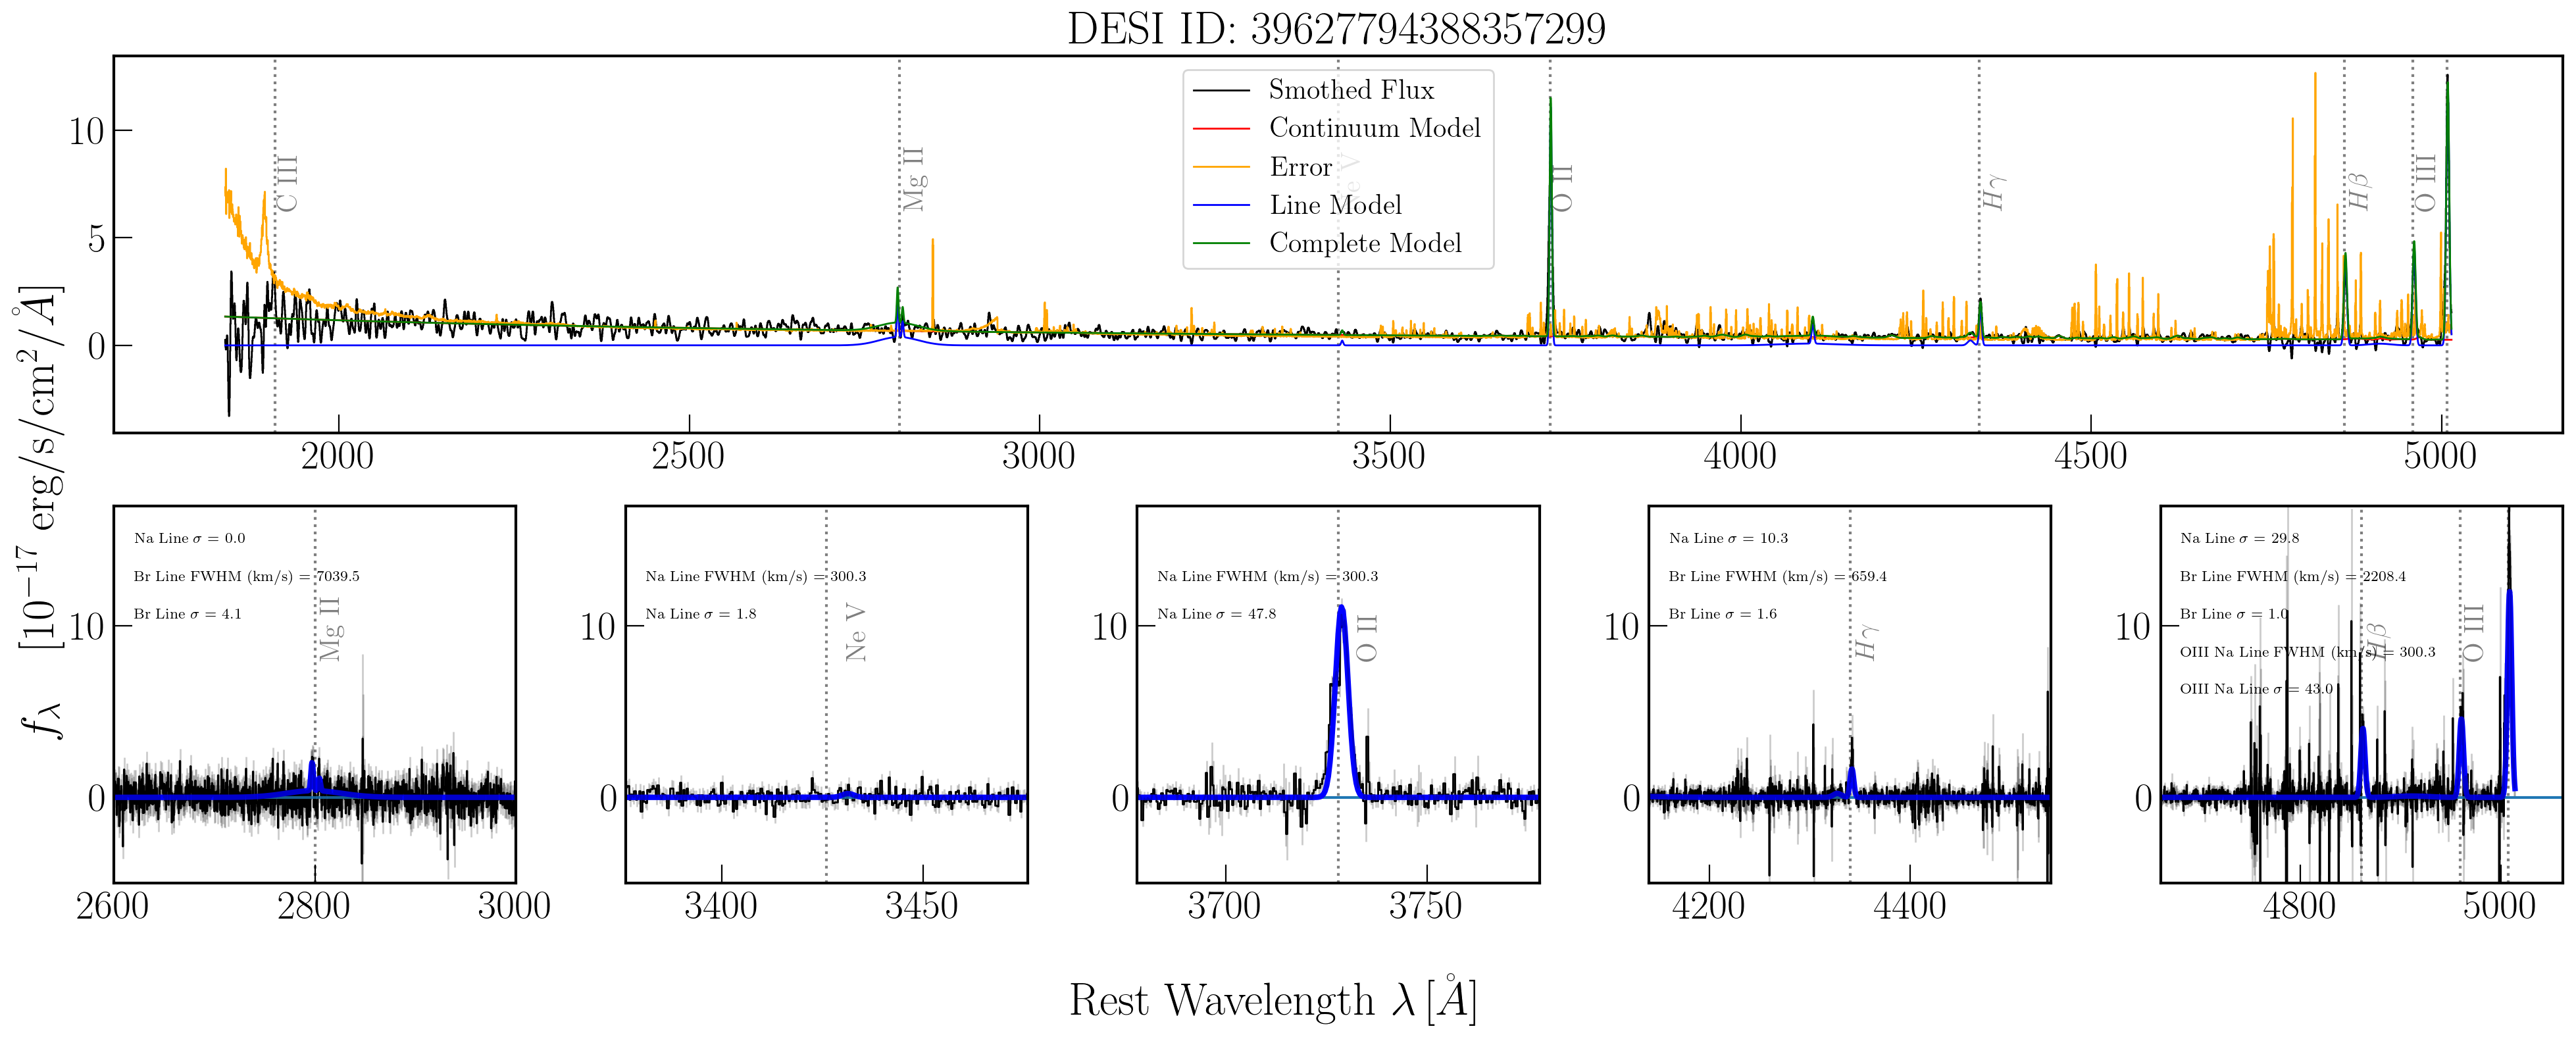 DESI ID: 39627794388357299
Smothed Flux
Continuum Model
Error
Line Model
Complete Model
C III
Mg II
Ne V
O II
Hγ
Hβ
O III
10
5
0
2000 2500 3000 3500 4000 4500 5000
f_λ [10⁻¹⁷ erg/s/cm²/Å]
Na Line σ = 0.0
Br Line FWHM (km/s) = 7039.5
Br Line σ = 4.1
Mg II
10
0
2600 2800 3000
Na Line FWHM (km/s) = 300.3
Na Line σ = 1.8
Ne V
10
0
3400 3450
Na Line FWHM (km/s) = 300.3
Na Line σ = 47.8
O II
10
0
3700 3750
Na Line σ = 10.3
Br Line FWHM (km/s) = 659.4
Br Line σ = 1.6
Hγ
10
0
4200 4400
Na Line σ = 29.8
Br Line FWHM (km/s) = 2208.4
Br Line σ = 1.0
OIII Na Line FWHM (km/s) = 300.3
OIII Na Line σ = 43.0
Hβ
O III
10
0
4800 5000
Rest Wavelength λ [Å]